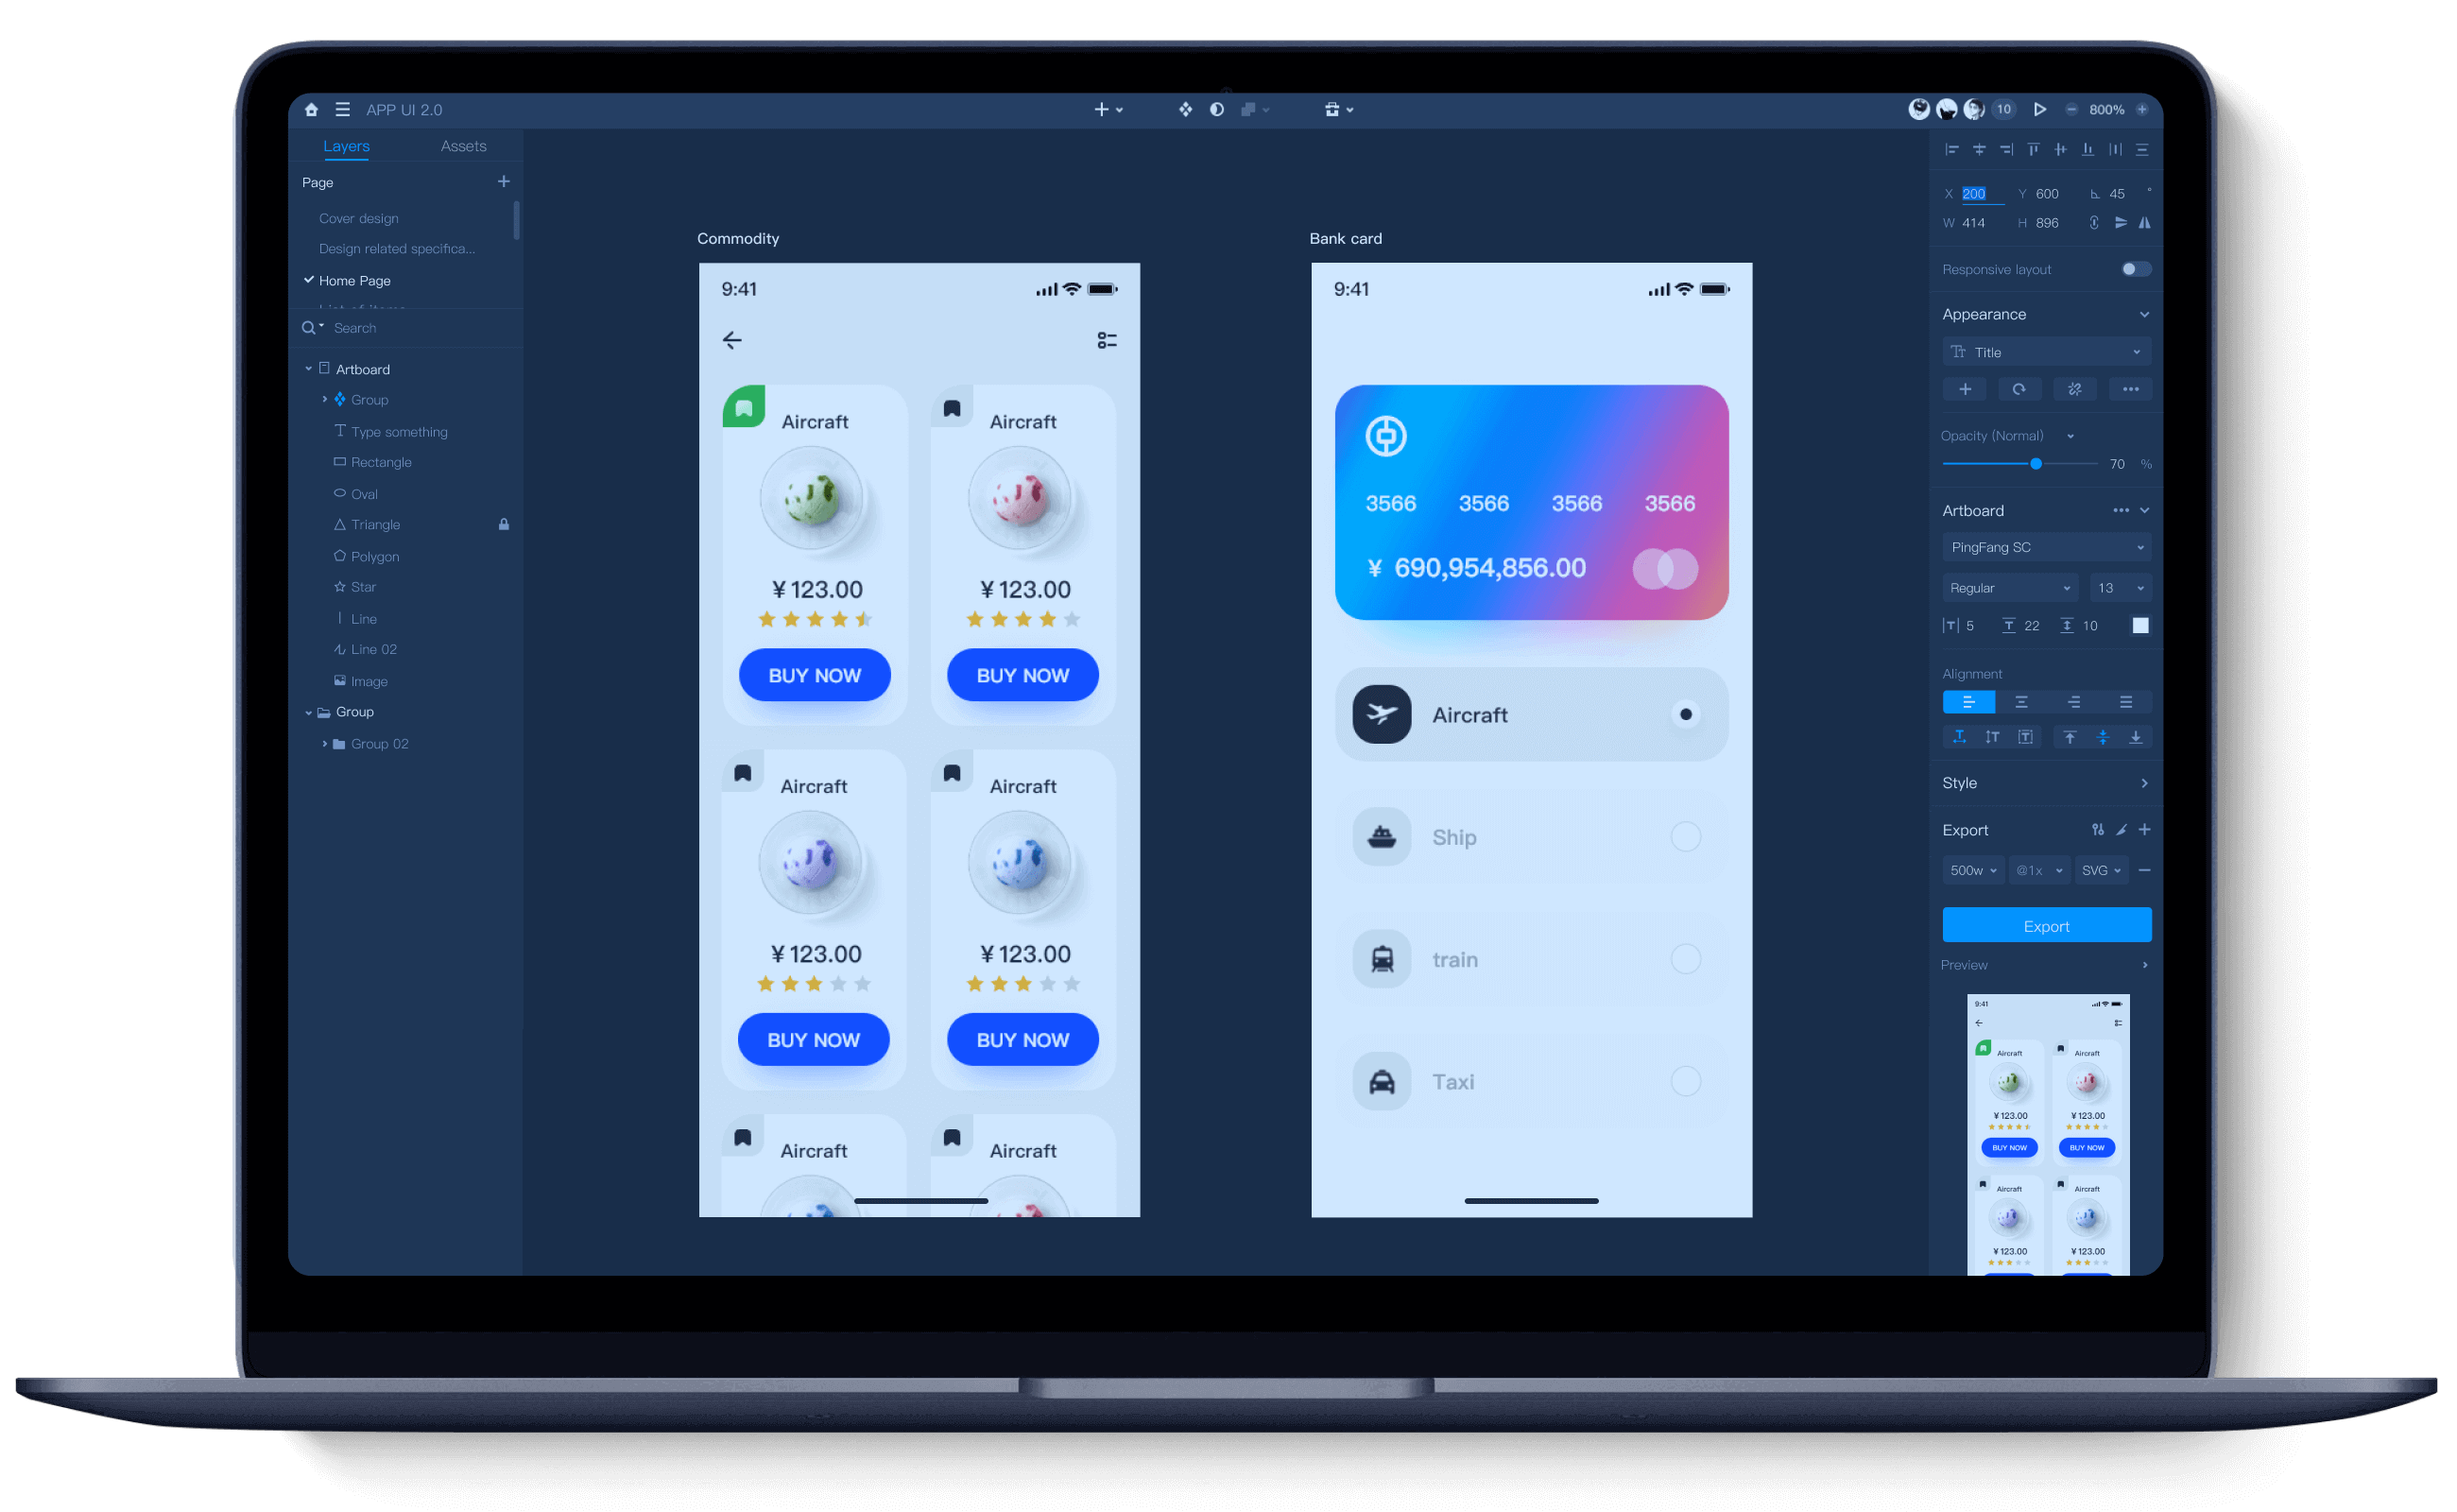 APP UI 2.0
10
800%
Layers Assets
Page
Cover design
Design related specifica...
Home Page
List of items
Search
Artboard
Group
Type something
Rectangle
Oval
Triangle
Polygon
Star
Line
Line 02
Image
Group
Group 02
Commodity
9:41
Aircraft Aircraft
¥ 123.00 ¥ 123.00
BUY NOW BUY NOW
Aircraft Aircraft
¥ 123.00 ¥ 123.00
BUY NOW BUY NOW
Aircraft Aircraft
Bank card
9:41
3566 3566 3566 3566
¥ 690,954,856.00
Aircraft
Ship
train
Taxi
X 200 Y 600 45 °
W 414 H 896
Responsive layout
Appearance
Title
Opacity (Normal)
70 %
Artboard
PingFang SC
Regular 13
5 22 10
Alignment
Style
Export
500w @1x SVG
Export
Preview
9:41
Aircraft Aircraft
¥ 123.00 ¥ 123.00
BUY NOW BUY NOW
Aircraft Aircraft
¥ 123.00 ¥ 123.00